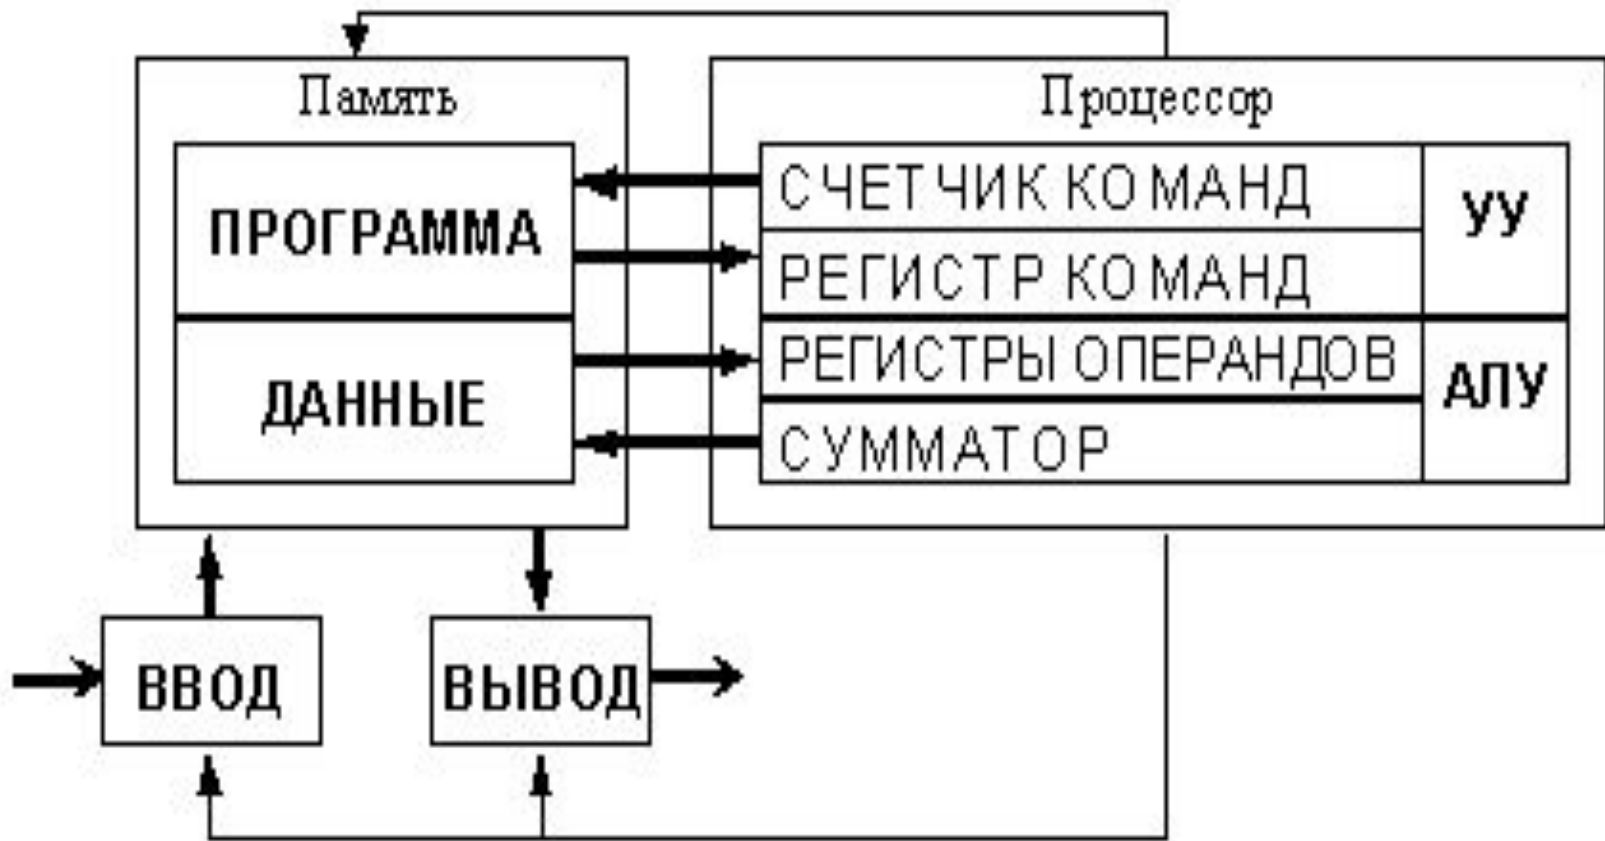 Память
ПРОГРАММА
ДАННЫЕ
Процессор
СЧЕТЧИК КОМАНД
РЕГИСТР КОМАНД
УУ
РЕГИСТРЫ ОПЕРАНДОВ
СУММАТОР
АЛУ
ВВОД
ВЫВОД